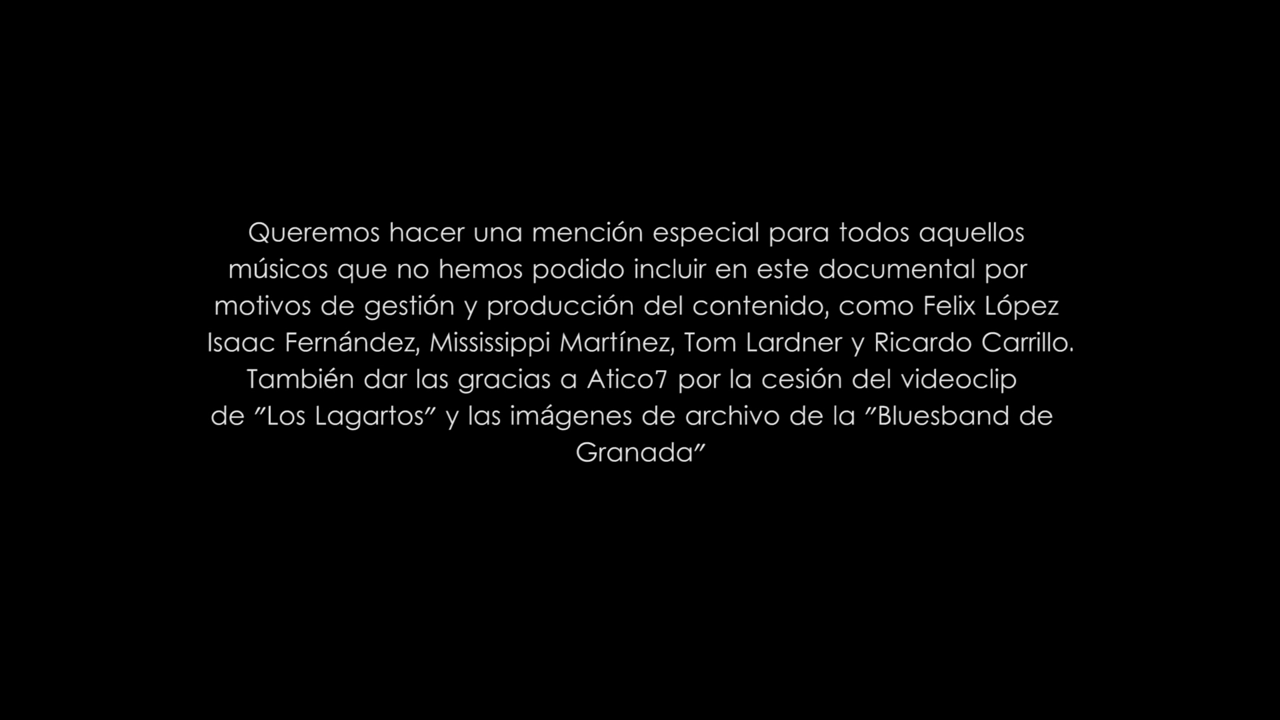 Queremos hacer una mención especial para todos aquellos
músicos que no hemos podido incluir en este documental por
motivos de gestión y producción del contenido, como Felix López
Isaac Fernández, Mississippi Martínez, Tom Lardner y Ricardo Carrillo.
También dar las gracias a Atico7 por la cesión del videoclip
de "Los Lagartos" y las imágenes de archivo de la "Bluesband de
Granada"